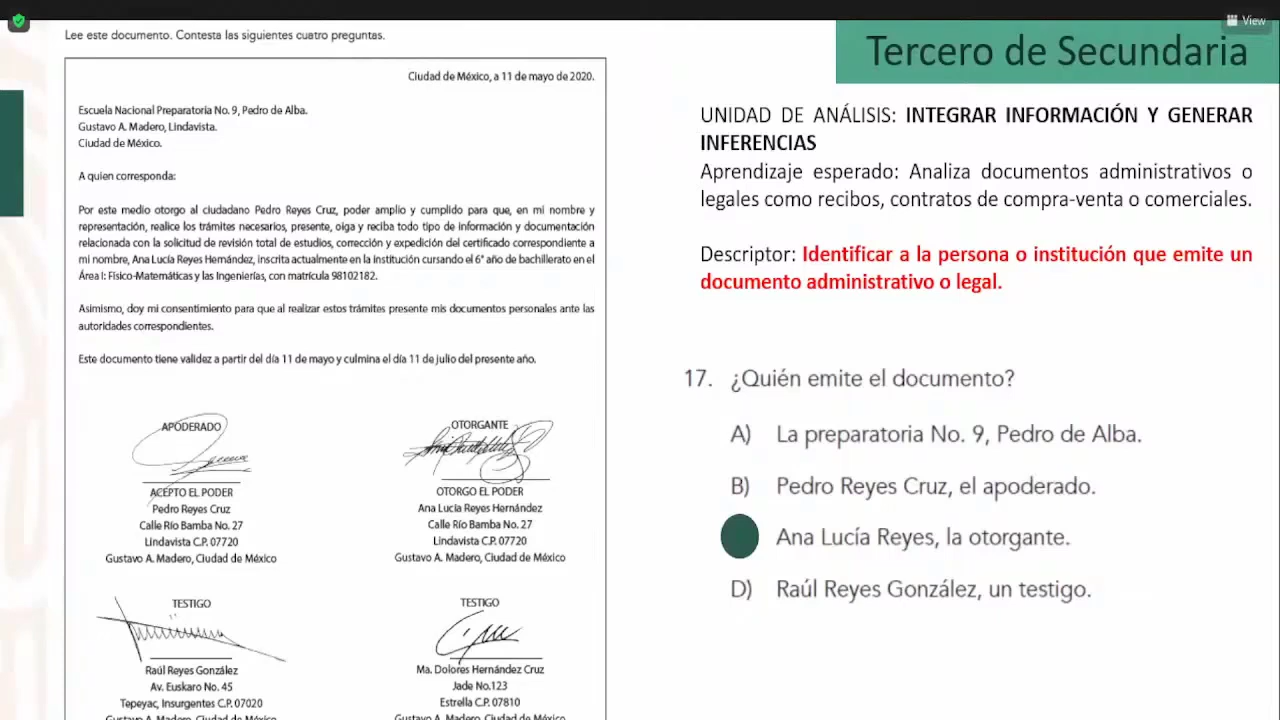 View
Lee este documento. Contesta las siguientes cuatro preguntas.
Ciudad de México, a 11 de mayo de 2020.
Escuela Nacional Preparatoria No. 9, Pedro de Alba.
Gustavo A. Madero, Lindavista.
Ciudad de México.
A quien corresponda:
Por este medio otorgo al ciudadano Pedro Reyes Cruz, poder amplio y cumplido para que, en mi nombre y
representación, realice los trámites necesarios, presente, oiga y reciba todo tipo de información y documentación
relacionada con la solicitud de revisión total de estudios, corrección y expedición del certificado correspondiente a
mi nombre, Ana Lucía Reyes Hernández, inscrita actualmente en la institución cursando el 6° año de bachillerato en el
Área I: Físico-Matemáticas y las Ingenierías, con matrícula 98102182.
Asimismo, doy mi consentimiento para que al realizar estos trámites presente mis documentos personales ante las
autoridades correspondientes.
Este documento tiene validez a partir del día 11 de mayo y culmina el día 11 de julio del presente año.
APODERADO
ACEPTO EL PODER
Pedro Reyes Cruz
Calle Río Bamba No. 27
Lindavista C.P. 07720
Gustavo A. Madero, Ciudad de México
OTORGANTE
OTORGO EL PODER
Ana Lucía Reyes Hernández
Calle Río Bamba No. 27
Lindavista C.P. 07720
Gustavo A. Madero, Ciudad de México
TESTIGO
Raúl Reyes González
Av. Euskaro No. 45
Tepeyac, Insurgentes C.P. 07020
Gustavo A. Madero, Ciudad de México
TESTIGO
Ma. Dolores Hernández Cruz
Jade No.123
Estrella C.P. 07810
Gustavo A. Madero, Ciudad de México
Tercero de Secundaria
UNIDAD DE ANÁLISIS: INTEGRAR INFORMACIÓN Y GENERAR
INFERENCIAS
Aprendizaje esperado: Analiza documentos administrativos o
legales como recibos, contratos de compra-venta o comerciales.
Descriptor: Identificar a la persona o institución que emite un
documento administrativo o legal.
17. ¿Quién emite el documento?
A) La preparatoria No. 9, Pedro de Alba.
B) Pedro Reyes Cruz, el apoderado.
Ana Lucía Reyes, la otorgante.
D) Raúl Reyes González, un testigo.